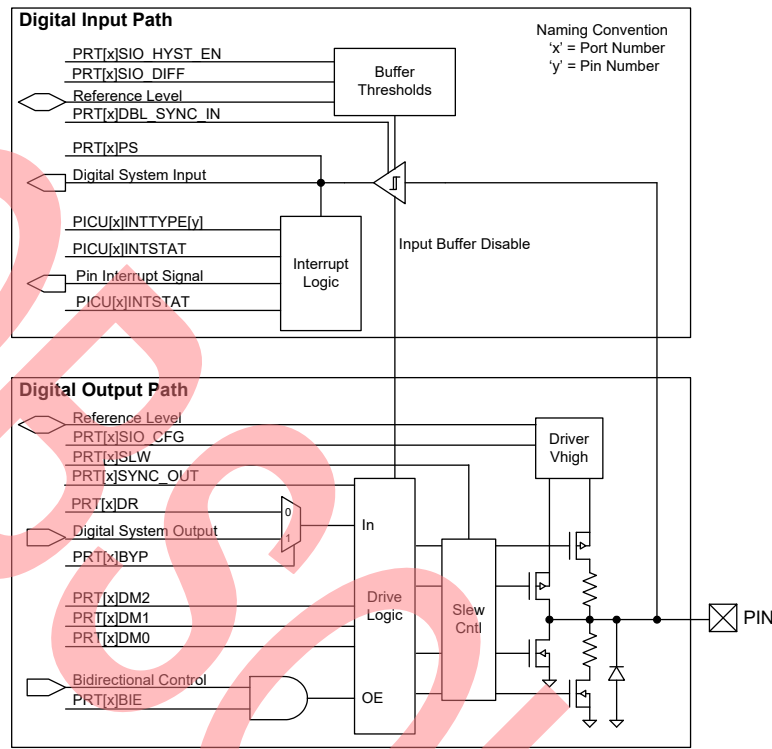 Digital Input Path
Naming Convention
'x' = Port Number
'y' = Pin Number
PRT[x]SIO_HYST_EN
PRT[x]SIO_DIFF
Reference Level
PRT[x]DBL_SYNC_IN
Buffer
Thresholds
PRT[x]PS
Digital System Input
PICU[x]INTTYPE[y]
PICU[x]INTSTAT
Pin Interrupt Signal
PICU[x]INTSTAT
Interrupt
Logic
Input Buffer Disable
Digital Output Path
Reference Level
PRT[x]SIO_CFG
PRT[x]SLW
PRT[x]SYNC_OUT
Driver
Vhigh
PRT[x]DR
0
Digital System Output
1
PRT[x]BYP
In
PRT[x]DM2
PRT[x]DM1
PRT[x]DM0
Drive
Logic
Slew
Cntl
PIN
Bidirectional Control
PRT[x]BIE
OE